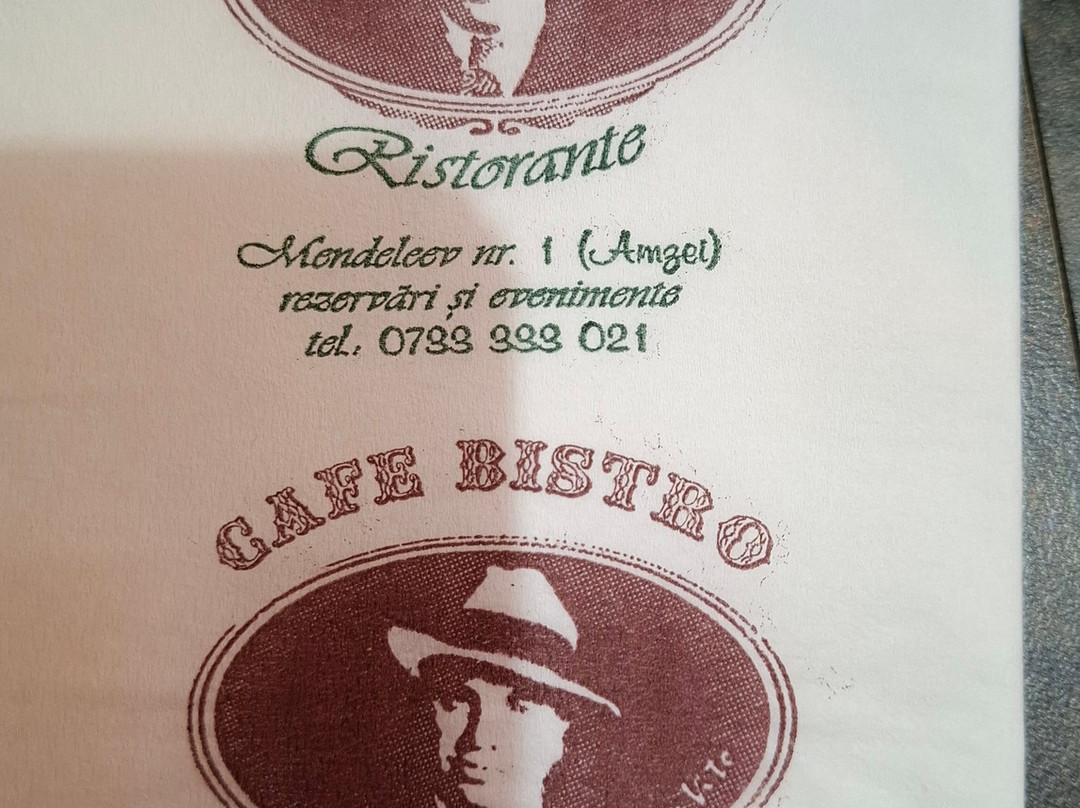 Ristorante
Mendeleev nr. 1 (Amzei)
rezervări și evenimente
tel.: 0733 333 021
CAFE BISTRO